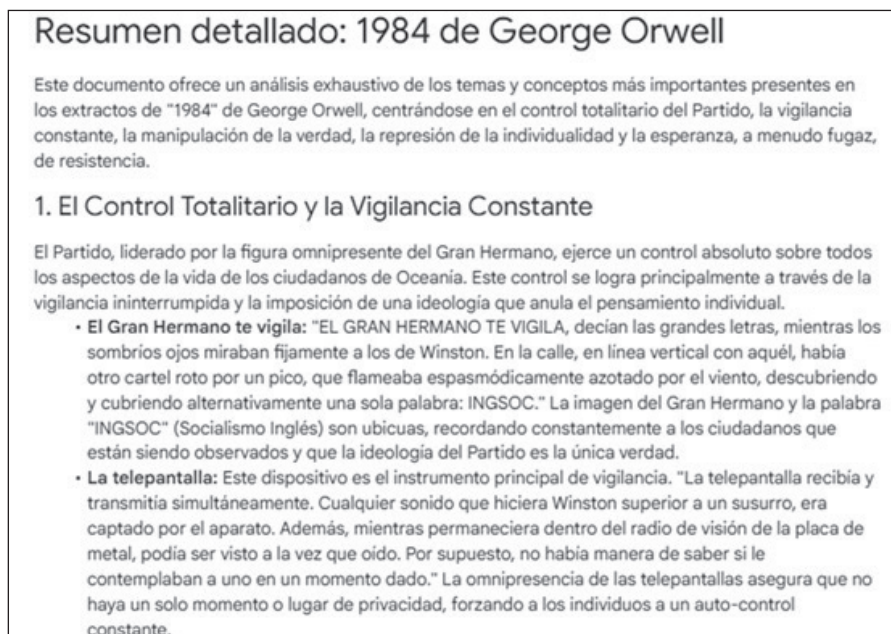 Resumen detallado: 1984 de George Orwell
Este documento ofrece un análisis exhaustivo de los temas y conceptos más importantes presentes en
los extractos de "1984" de George Orwell, centrándose en el control totalitario del Partido, la vigilancia
constante, la manipulación de la verdad, la represión de la individualidad y la esperanza, a menudo fugaz,
de resistencia.
1. El Control Totalitario y la Vigilancia Constante
El Partido, liderado por la figura omnipresente del Gran Hermano, ejerce un control absoluto sobre todos
los aspectos de la vida de los ciudadanos de Oceanía. Este control se logra principalmente a través de la
vigilancia ininterrumpida y la imposición de una ideología que anula el pensamiento individual.
• El Gran Hermano te vigila: "EL GRAN HERMANO TE VIGILA, decían las grandes letras, mientras los
sombríos ojos miraban fijamente a los de Winston. En la calle, en línea vertical con aquél, había
otro cartel roto por un pico, que flameaba espasmódicamente azotado por el viento, descubriendo
y cubriendo alternativamente una sola palabra: INGSOC." La imagen del Gran Hermano y la palabra
"INGSOC" (Socialismo Inglés) son ubicuas, recordando constantemente a los ciudadanos que
están siendo observados y que la ideología del Partido es la única verdad.
• La telepantalla: Este dispositivo es el instrumento principal de vigilancia. "La telepantalla recibía y
transmitía simultáneamente. Cualquier sonido que hiciera Winston superior a un susurro, era
captado por el aparato. Además, mientras permaneciera dentro del radio de visión de la placa de
metal, podía ser visto a la vez que oído. Por supuesto, no había manera de saber si le
contemplaban a uno en un momento dado." La omnipresencia de las telepantallas asegura que no
haya un solo momento o lugar de privacidad, forzando a los individuos a un auto-control
constante.